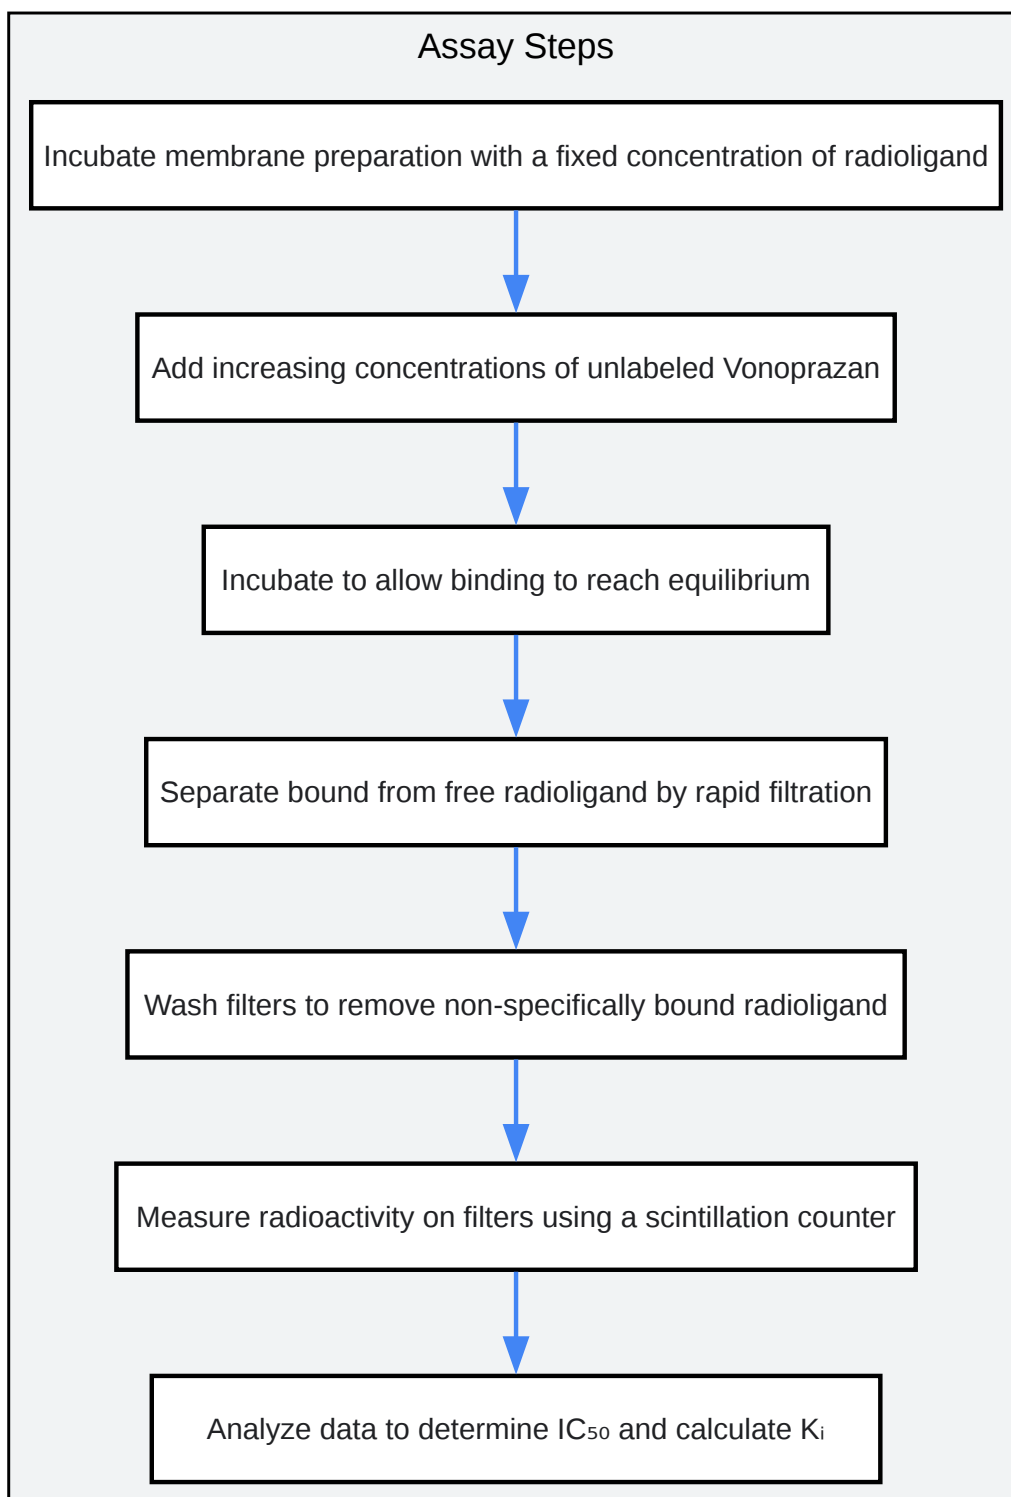 Assay Steps
Incubate membrane preparation with a fixed concentration of radioligand
Add increasing concentrations of unlabeled Vonoprazan
Incubate to allow binding to reach equilibrium
Separate bound from free radioligand by rapid filtration
Wash filters to remove non-specifically bound radioligand
Measure radioactivity on filters using a scintillation counter
Analyze data to determine IC₅₀ and calculate Kᵢ